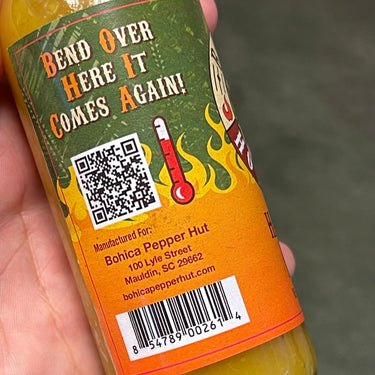 Bend Over
Here It
Comes Again!
Manufactured For:
Bohica Pepper Hut
100 Lyle Street
Mauldin, SC 29662
bohicapepperhut.com
8 54789 00261 4